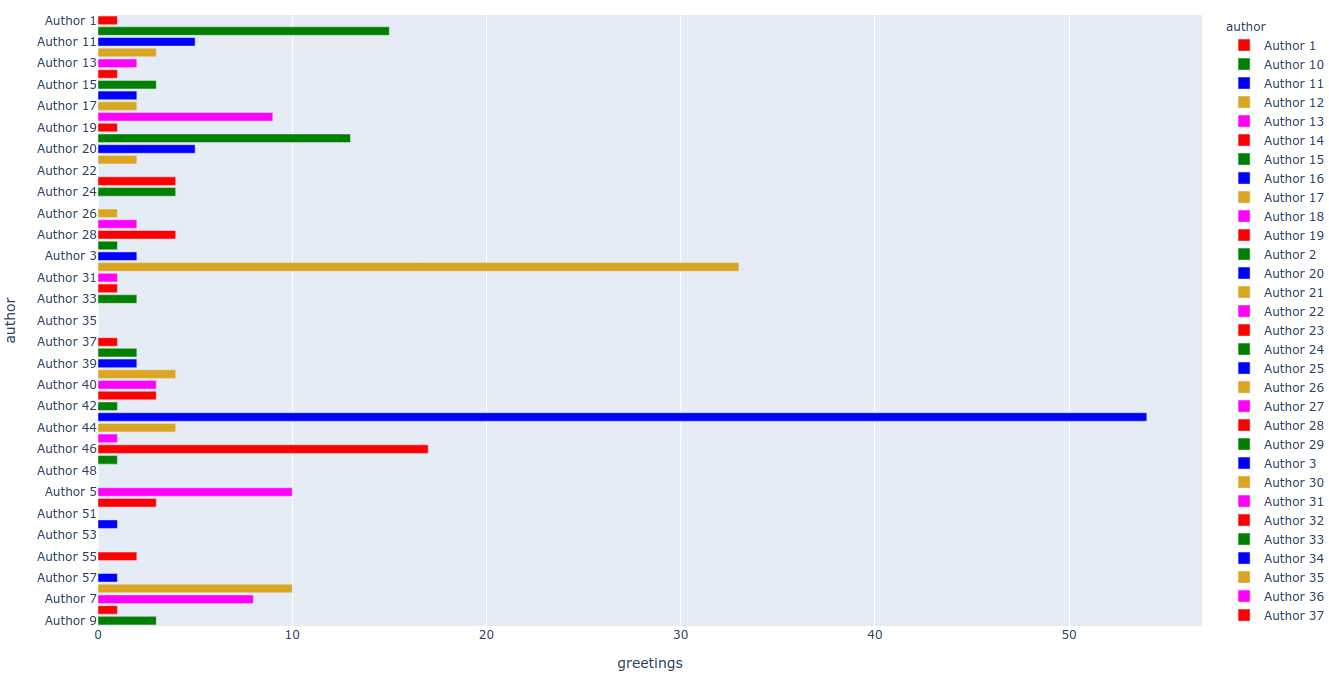 Author 1
Author 11
Author 13
Author 15
Author 17
Author 19
Author 20
Author 22
Author 24
Author 26
Author 28
Author 3
Author 31
Author 33
Author 35
Author 37
Author 39
Author 40
Author 42
Author 44
Author 46
Author 48
Author 5
Author 51
Author 53
Author 55
Author 57
Author 7
Author 9
author
0 10 20 30 40 50
greetings
author
Author 1
Author 10
Author 11
Author 12
Author 13
Author 14
Author 15
Author 16
Author 17
Author 18
Author 19
Author 2
Author 20
Author 21
Author 22
Author 23
Author 24
Author 25
Author 26
Author 27
Author 28
Author 29
Author 3
Author 30
Author 31
Author 32
Author 33
Author 34
Author 35
Author 36
Author 37